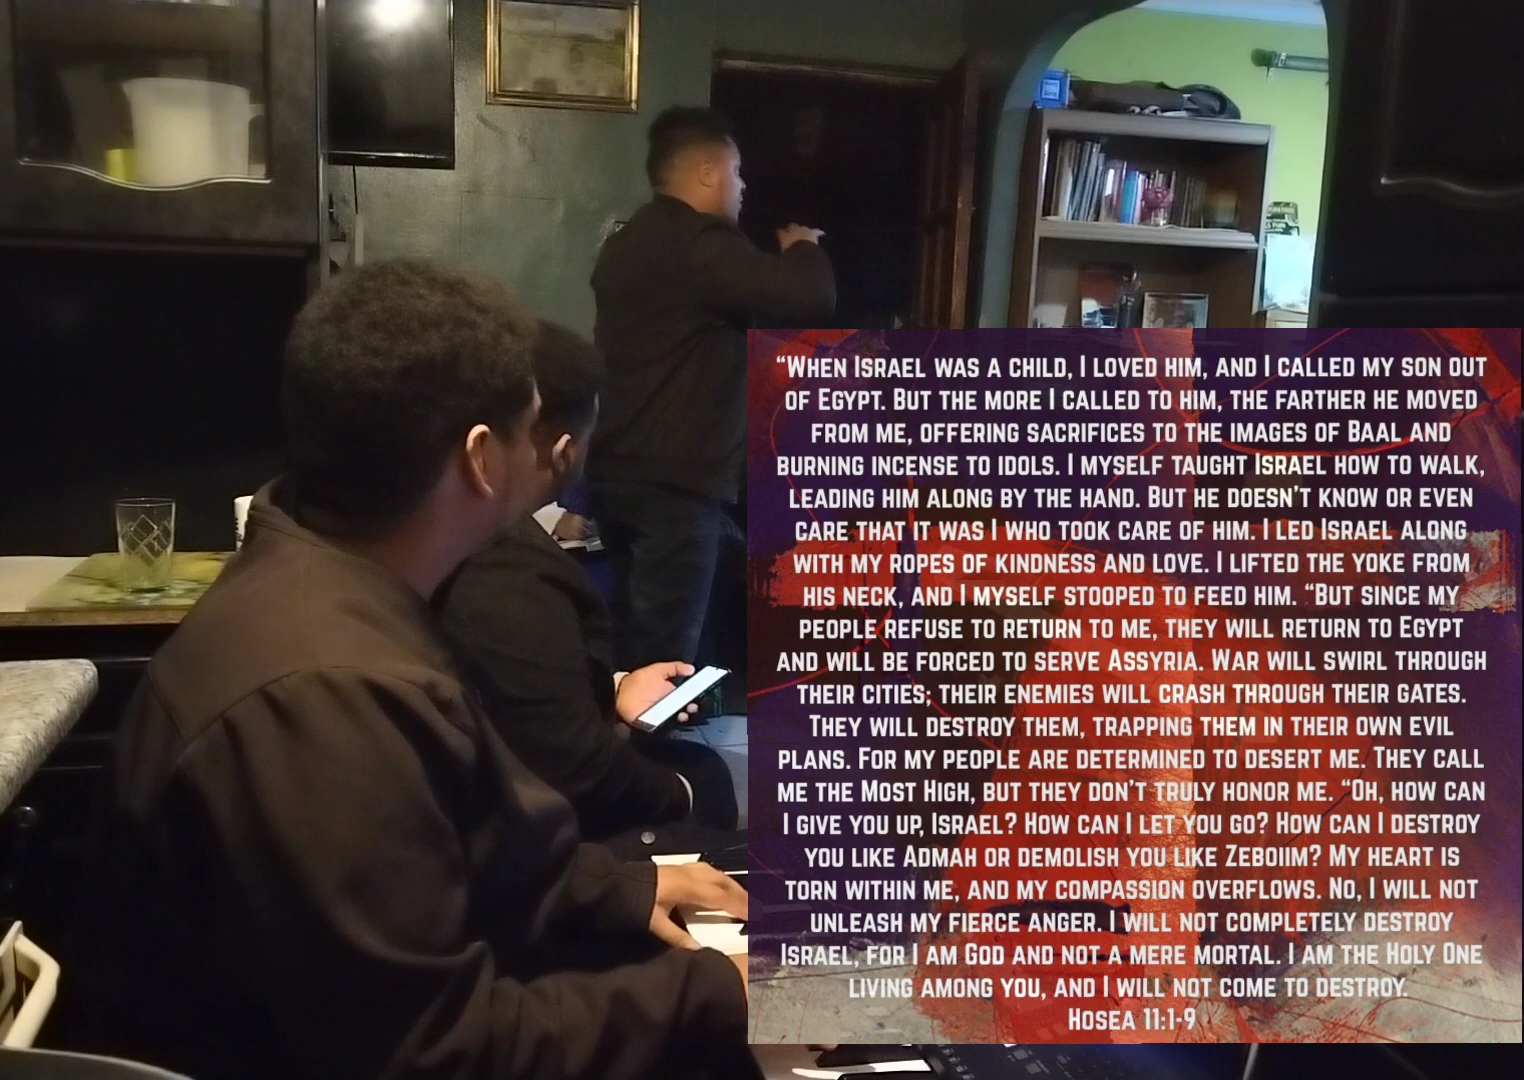 “When Israel was a child, I loved him, and I called my son out
of Egypt. But the more I called to him, the farther he moved
from me, offering sacrifices to the images of Baal and
burning incense to idols. I myself taught Israel how to walk,
leading him along by the hand. But he doesn’t know or even
care that it was I who took care of him. I led Israel along
with my ropes of kindness and love. I lifted the yoke from
his neck, and I myself stooped to feed him. “But since my
people refuse to return to me, they will return to Egypt
and will be forced to serve Assyria. War will swirl through
their cities; their enemies will crash through their gates.
They will destroy them, trapping them in their own evil
plans. For my people are determined to desert me. They call
me the Most High, but they don’t truly honor me. “Oh, how can
I give you up, Israel? How can I let you go? How can I destroy
you like Admah or demolish you like Zeboiim? My heart is
torn within me, and my compassion overflows. No, I will not
unleash my fierce anger. I will not completely destroy
Israel, for I am God and not a mere mortal. I am the Holy One
living among you, and I will not come to destroy.
Hosea 11:1-9